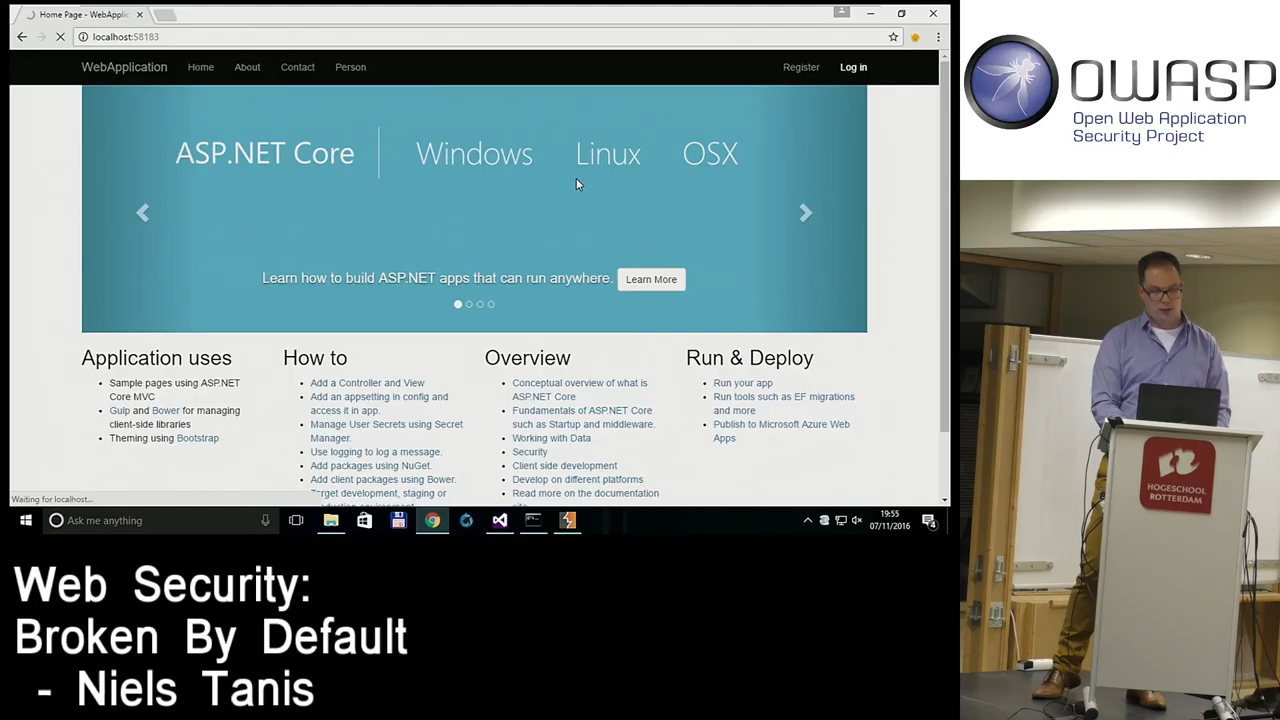 Home Page - WebApplic
localhost:58183
WebApplication
Home
About
Contact
Person
Register
Log in
ASP.NET Core
Windows
Linux
OSX
Learn how to build ASP.NET apps that can run anywhere.
Learn More
Application uses
Sample pages using ASP.NET
Core MVC
Gulp and Bower for managing
client-side libraries
Theming using Bootstrap
How to
Add a Controller and View
Add an appsetting in config and
access it in app.
Manage User Secrets using Secret
Manager.
Use logging to log a message.
Add packages using NuGet.
Add client packages using Bower.
Target development, staging or
Overview
Conceptual overview of what is
ASP.NET Core
Fundamentals of ASP.NET Core
such as Startup and middleware.
Working with Data
Security
Client side development
Develop on different platforms
Read more on the documentation
site
Run & Deploy
Run your app
Run tools such as EF migrations
and more
Publish to Microsoft Azure Web
Apps
Waiting for localhost...
Ask me anything
19:55
07/11/2016
4
OWASP
Open Web Application
Security Project
HOGESCHOOL
ROTTERDAM
Web Security:
Broken By Default
- Niels Tanis